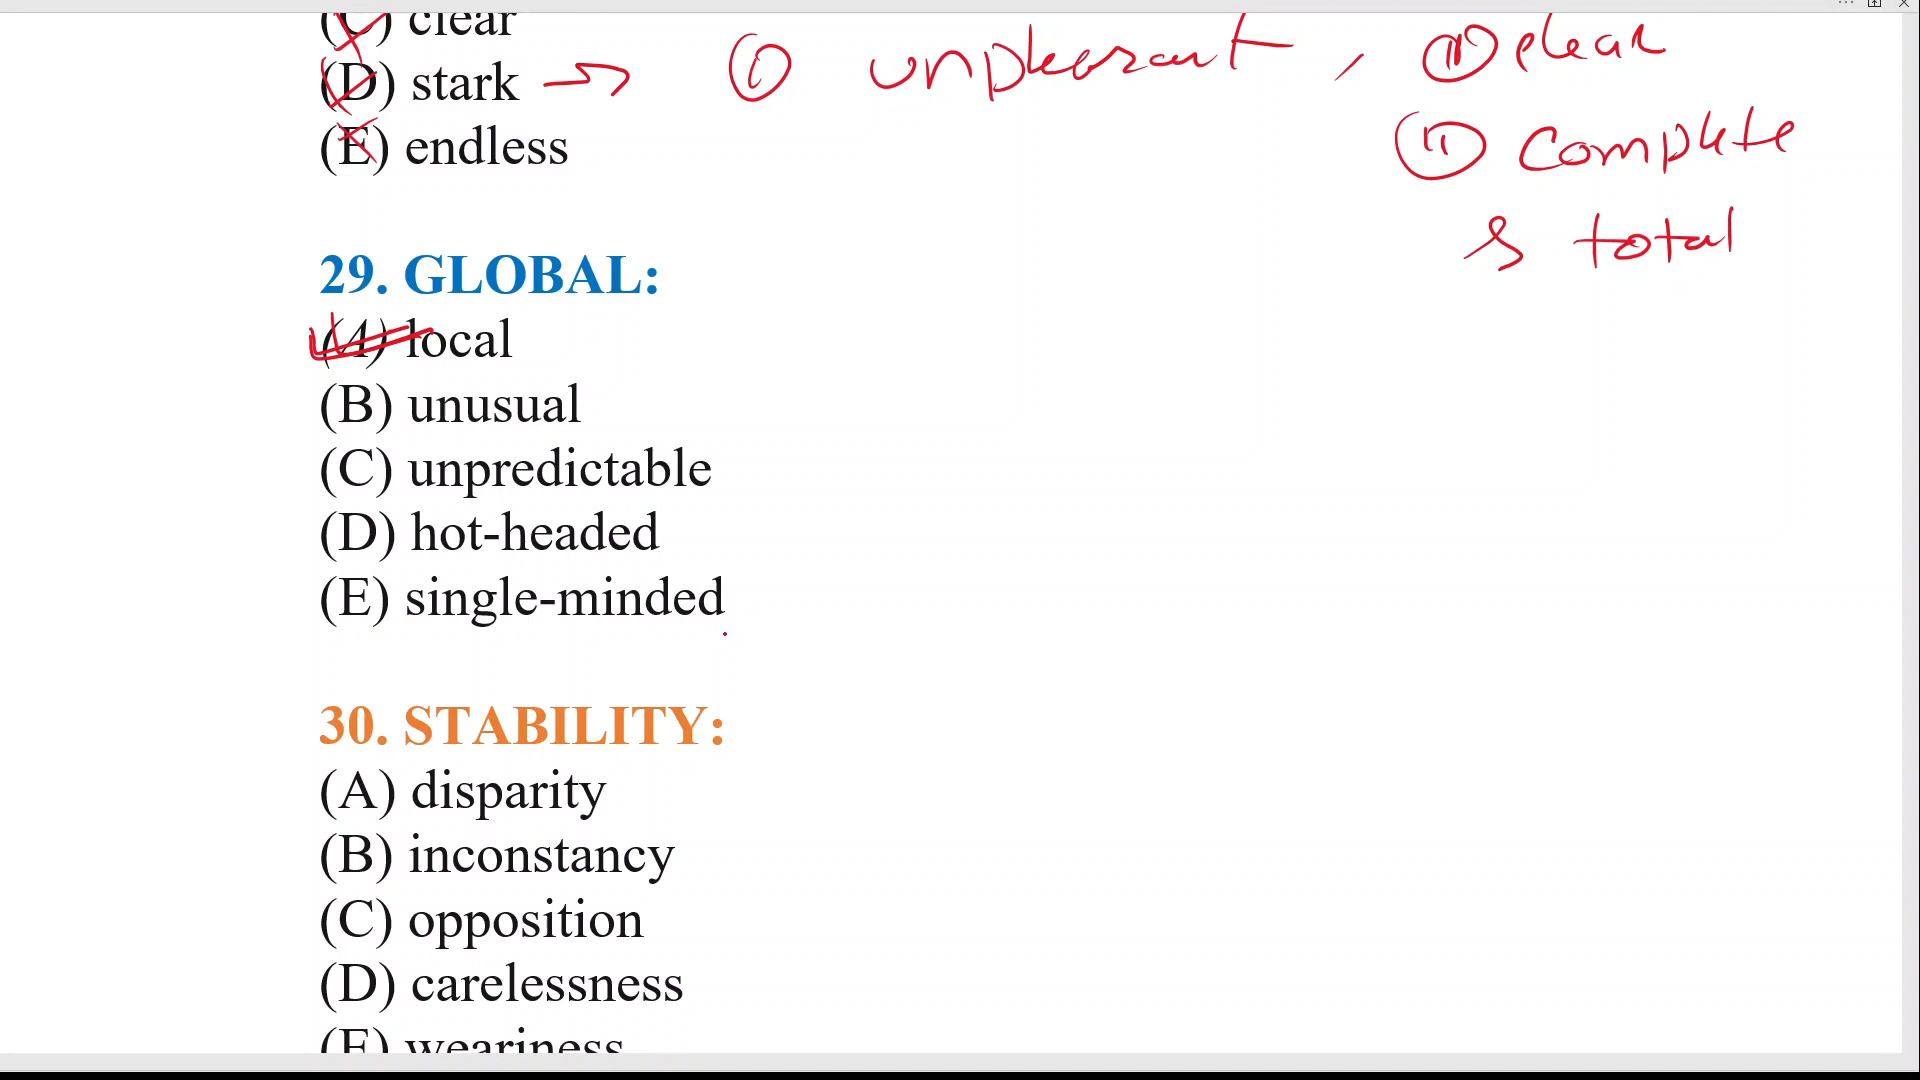 (C) clear
(D) stark → (i) unpleasant, (ii) clear
(E) endless
(ii) complete
& total
29. GLOBAL:
(A) local
(B) unusual
(C) unpredictable
(D) hot-headed
(E) single-minded
30. STABILITY:
(A) disparity
(B) inconstancy
(C) opposition
(D) carelessness
(E) weariness